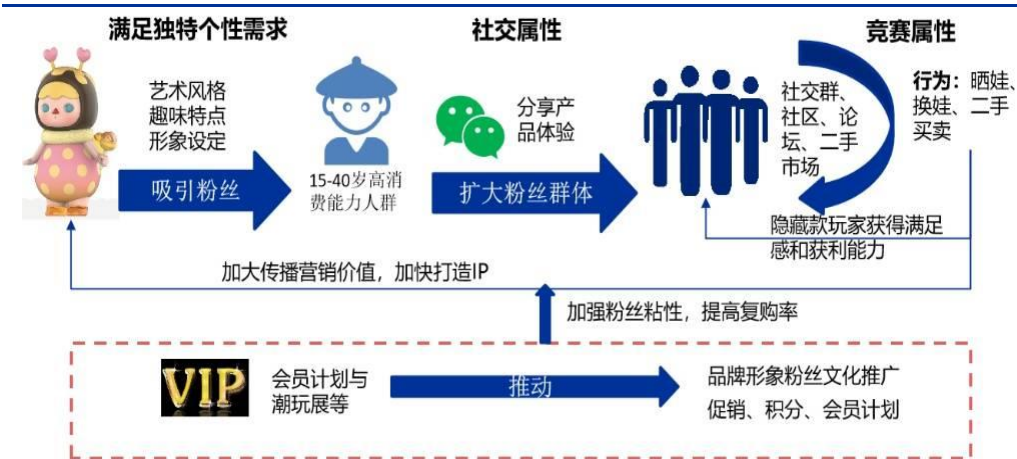 满足独特个性需求
社交属性
竞赛属性
艺术风格
趣味特点
形象设定
吸引粉丝
15-40岁高消
费能力人群
分享产
品体验
扩大粉丝群体
社交群、
社区、论
坛、二手
市场
行为：晒娃、
换娃、二手
买卖
隐藏款玩家获得满足
感和获利能力
加大传播营销价值，加快打造IP
加强粉丝粘性，提高复购率
VIP
会员计划与
潮玩展等
推动
品牌形象粉丝文化推广
促销、积分、会员计划